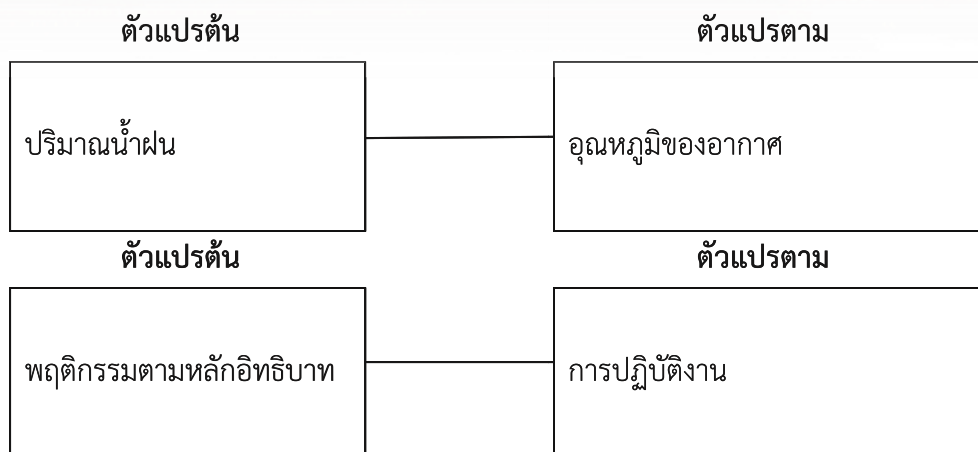 ตัวแปรต้น ตัวแปรตาม
ปริมาณน้ำฝน อุณหภูมิของอากาศ
ตัวแปรต้น ตัวแปรตาม
พฤติกรรมตามหลักอิทธิบาท การปฏิบัติงาน